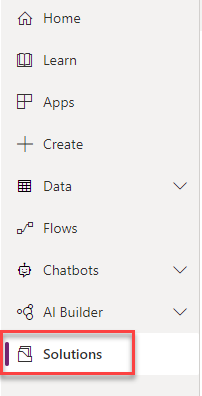 Home
Learn
Apps
Create
Data
Flows
Chatbots
AI Builder
Solutions